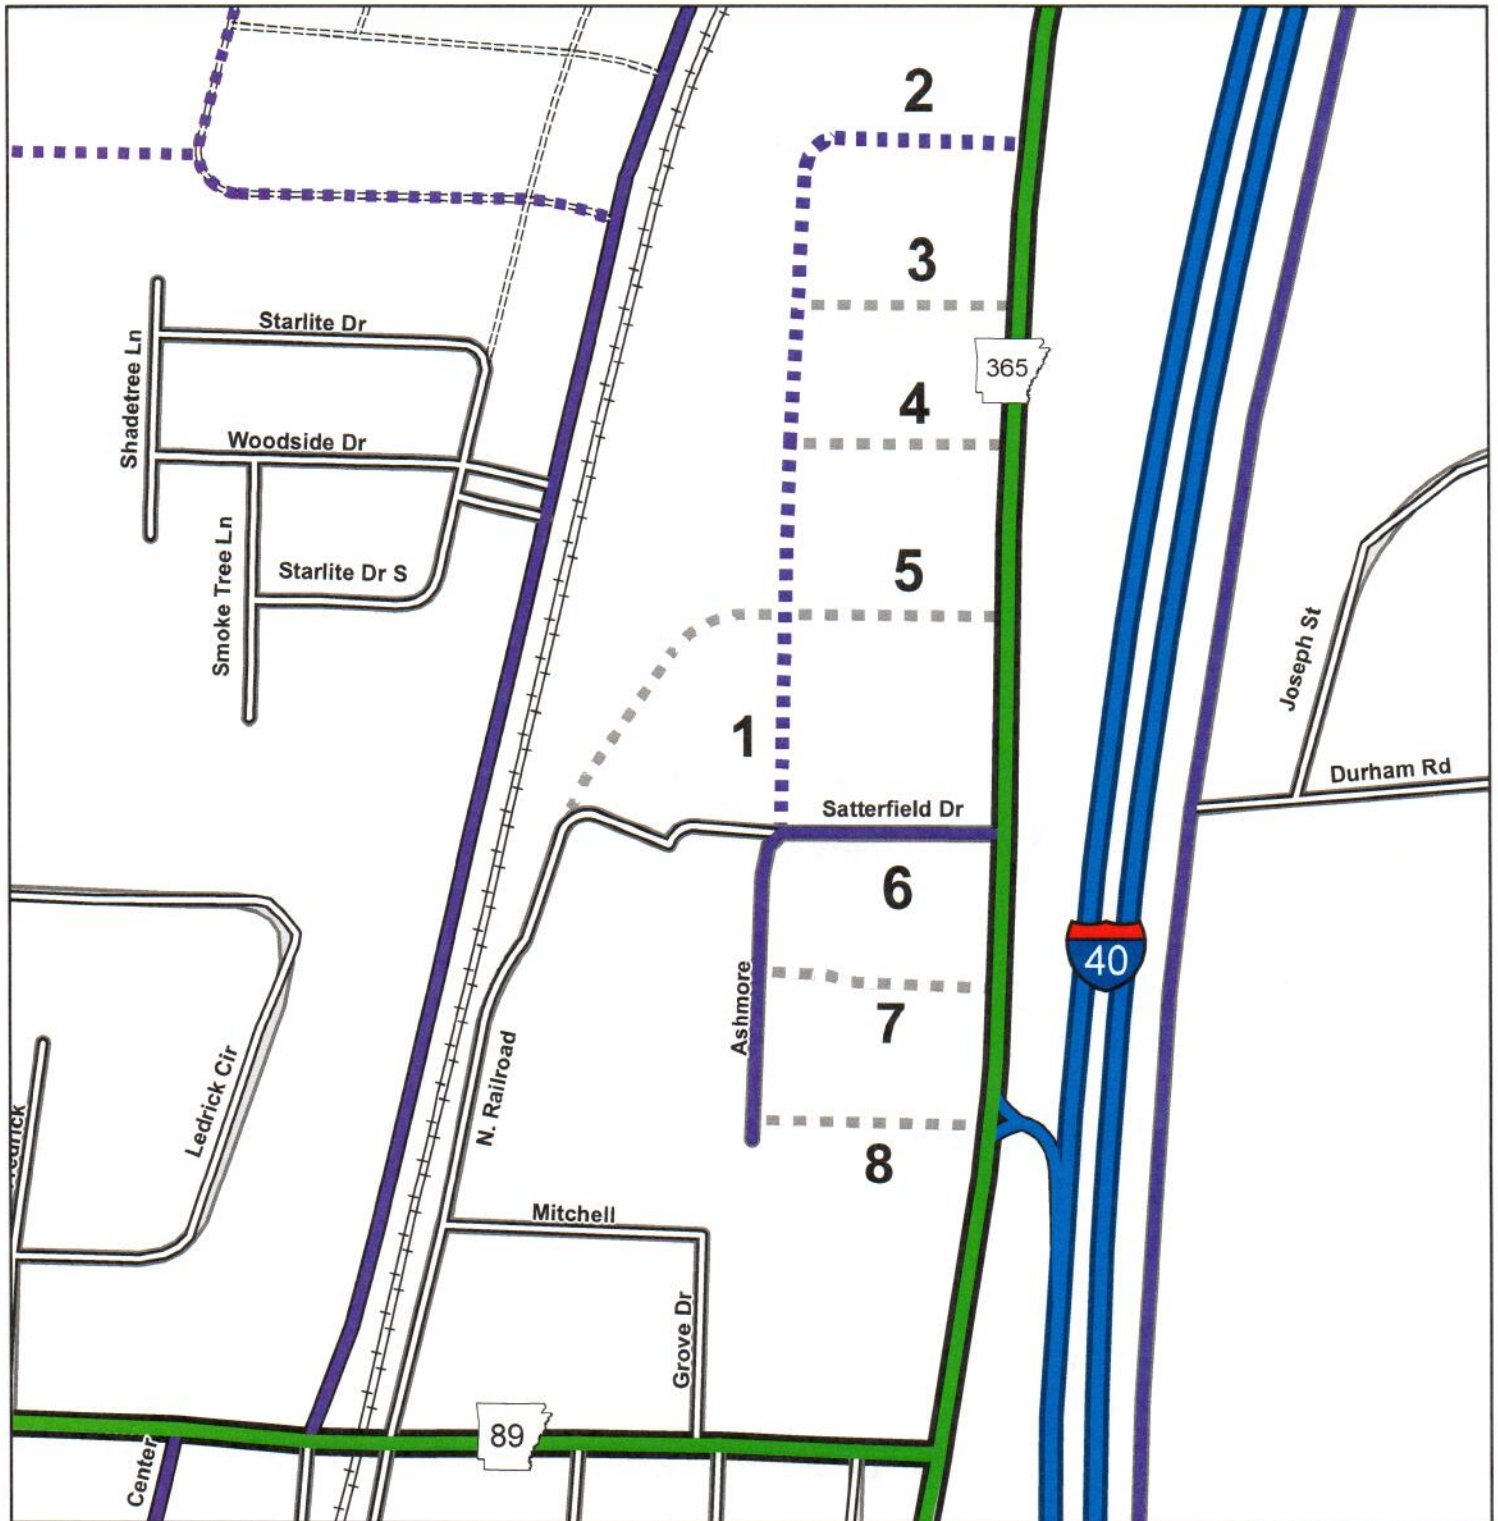 2
3
Starlite Dr
Shadetree Ln
365
4
Woodside Dr
5
Smoke Tree Ln
Starlite Dr S
Joseph St
1
Durham Rd
Satterfield Dr
6
40
Ashmore
7
N. Railroad
Ledrick Cir
8
Mitchell
Grove Dr
89
Center